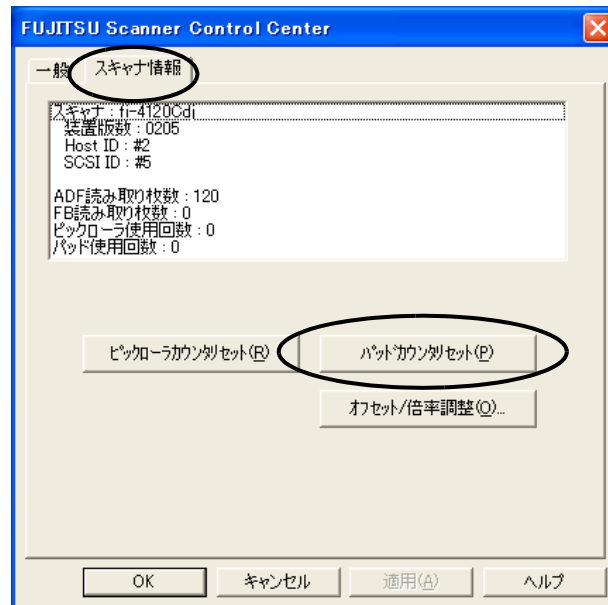 FUJITSU Scanner Control Center
一般 スキャナ情報
スキャナ : fi-4120Cdi
装置版数 : 0205
Host ID : #2
SCSI ID : #5
ADF読み取り枚数 : 120
FB読み取り枚数 : 0
ピックローラ使用回数 : 0
パッド使用回数 : 0
ピックローラカウンタリセット(R) パッドカウンタリセット(P)
オフセット/倍率調整(O)...
OK キャンセル 適用(A) ヘルプ